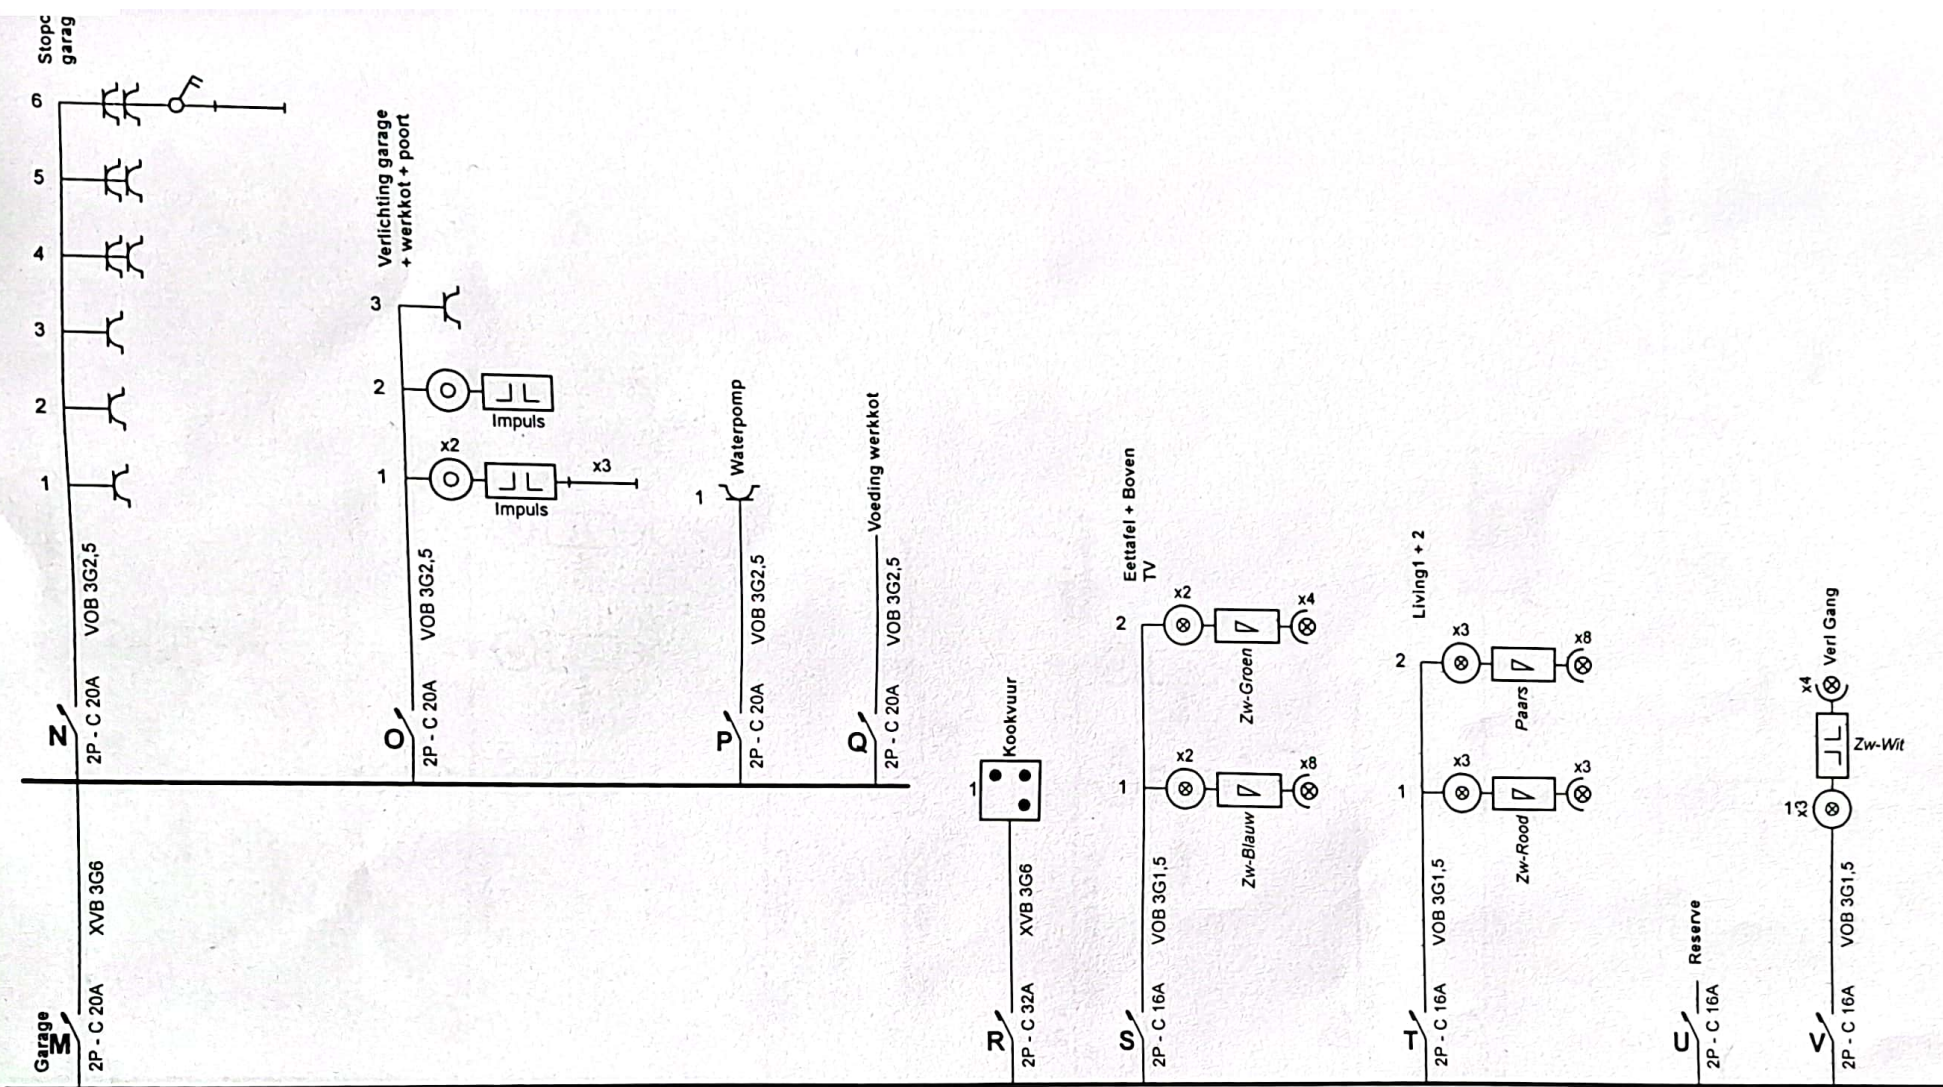 Stopc
garag
6
5
4
3
2
1
VOB 3G2,5
N
2P - C 20A
XVB 3G6
Garage
M
2P - C 20A
Verlichting garage
+ werkkot + poort
3
2
Impuls
x2
1
x3
Impuls
VOB 3G2,5
O
2P - C 20A
Waterpomp
1
VOB 3G2,5
P
2P - C 20A
Voeding werkkot
VOB 3G2,5
Q
2P - C 20A
Kookvuur
1
XVB 3G6
R
2P - C 32A
Eettafel + Boven
TV
2
x2
x4
Zw-Groen
1
x2
x8
Zw-Blauw
VOB 3G1,5
S
2P - C 16A
Living1 + 2
2
x3
x8
Paars
1
x3
x3
Zw-Rood
VOB 3G1,5
T
2P - C 16A
Reserve
U
2P - C 16A
Verl Gang
x4
Zw-Wit
1
x3
VOB 3G1,5
V
2P - C 16A